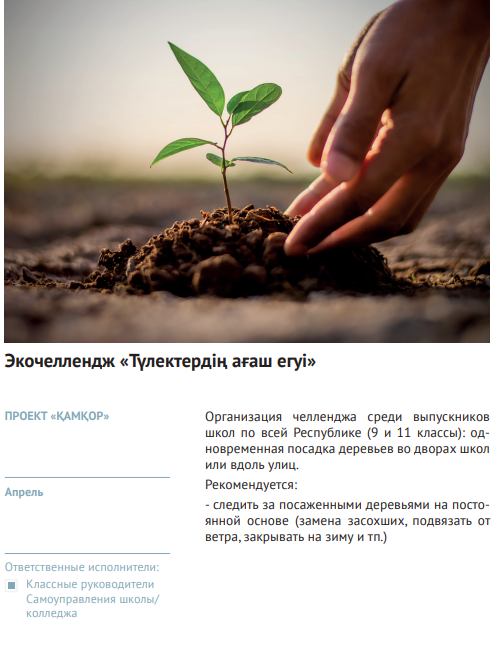 Экочеллендж «Түлектердің ағаш егуі»
ПРОЕКТ «ҚАМҚОР»
Апрель
Ответственные исполнители:
Классные руководители
Самоуправления школы/
колледжа
Организация челленджа среди выпускников
школ по всей Республике (9 и 11 классы): од-
новременная посадка деревьев во дворах школ
или вдоль улиц.
Рекомендуется:
- следить за посаженными деревьями на посто-
янной основе (замена засохших, подвязать от
ветра, закрывать на зиму и тп.)